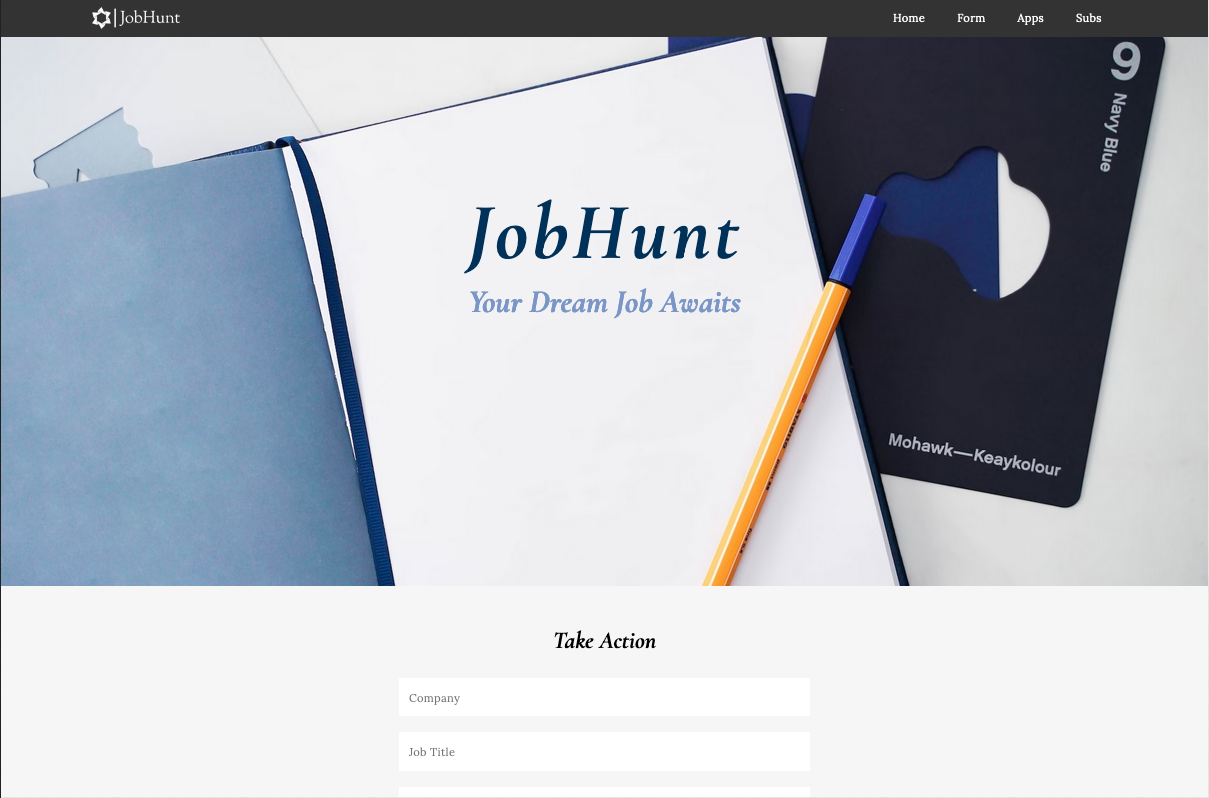 JobHunt
Home Form Apps Subs
9 Navy Blue
JobHunt
Your Dream Job Awaits
Mohawk—Keaykolour
Take Action
Company
Job Title